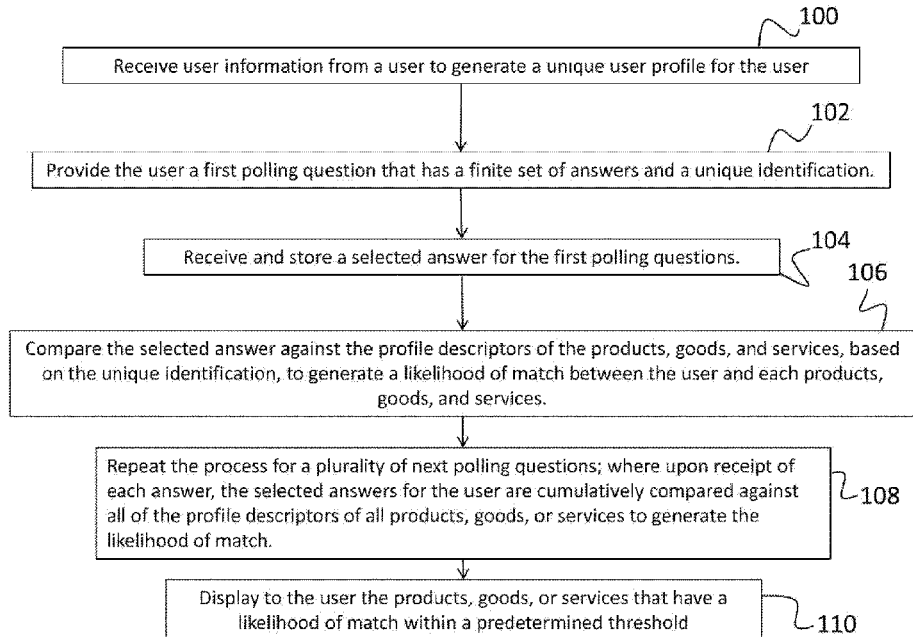 100
Receive user information from a user to generate a unique user profile for the user
102
Provide the user a first polling question that has a finite set of answers and a unique identification.
104
Receive and store a selected answer for the first polling questions.
106
Compare the selected answer against the profile descriptors of the products, goods, and services, based
on the unique identification, to generate a likelihood of match between the user and each products,
goods, and services.
Repeat the process for a plurality of next polling questions; where upon receipt of
each answer, the selected answers for the user are cumulatively compared against
all of the profile descriptors of all products, goods, or services to generate the
likelihood of match.
108
Display to the user the products, goods, or services that have a
likelihood of match within a predetermined threshold
110